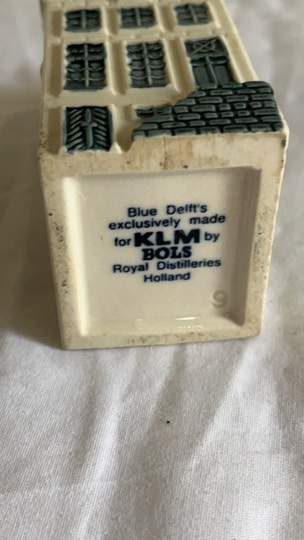 Blue Delft's
exclusively made
for KLM by
BOLS
Royal Distilleries
Holland
9